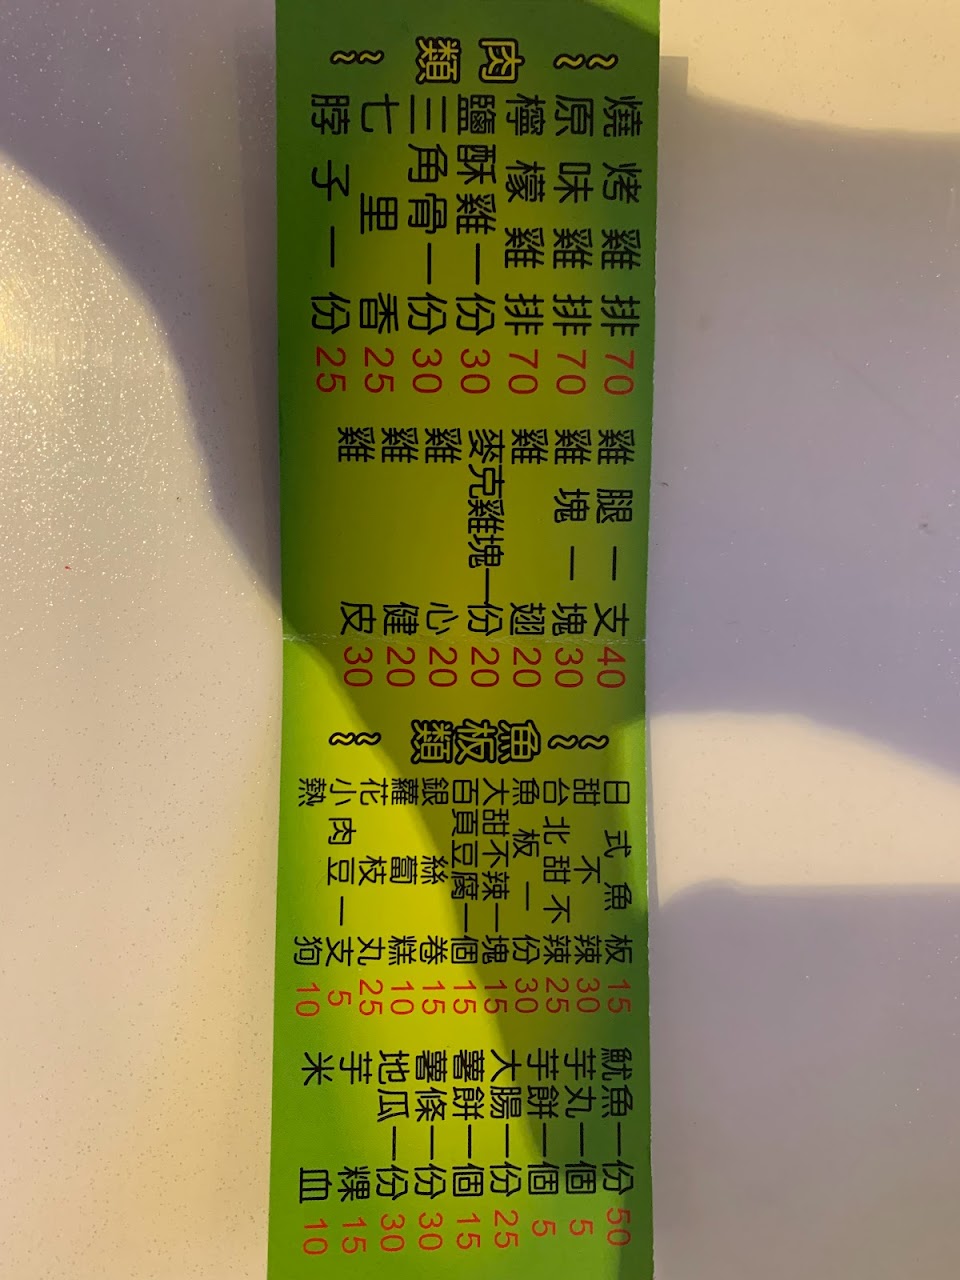 肉類
燒烤雞排70
原味雞排70
檸檬雞排70
鹽酥雞一份30
三角骨一份30
七里香25
脖子一份25
雞腿一支40
雞塊一塊30
雞翅20
麥克雞塊一份20
雞心20
雞健20
雞皮30
魚板類
日式魚板15
甜不辣30
台北甜不辣25
魚板一份30
大甜不辣一塊15
百頁豆腐一個15
銀絲卷15
蘿蔔糕10
花枝丸25
小肉豆一支5
熱狗10
魷魚一份50
芋丸一個5
芋餅一個5
大腸一份25
薯餅一個15
薯條一份30
地瓜一份30
芋粿15
米血10